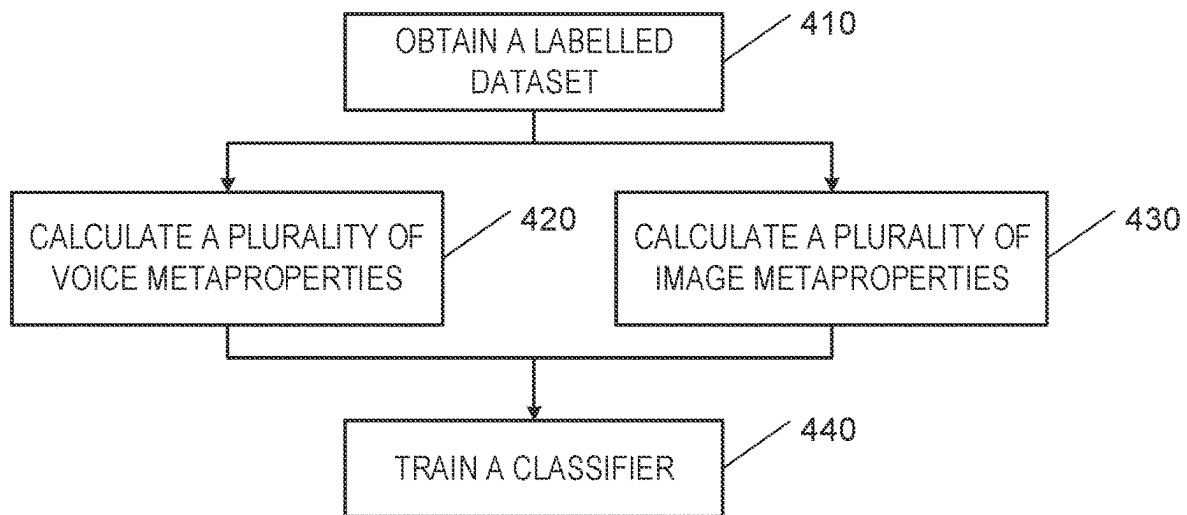 OBTAIN A LABELLED
DATASET
410
CALCULATE A PLURALITY OF
VOICE METAPROPERTIES
420
CALCULATE A PLURALITY OF
IMAGE METAPROPERTIES
430
TRAIN A CLASSIFIER
440